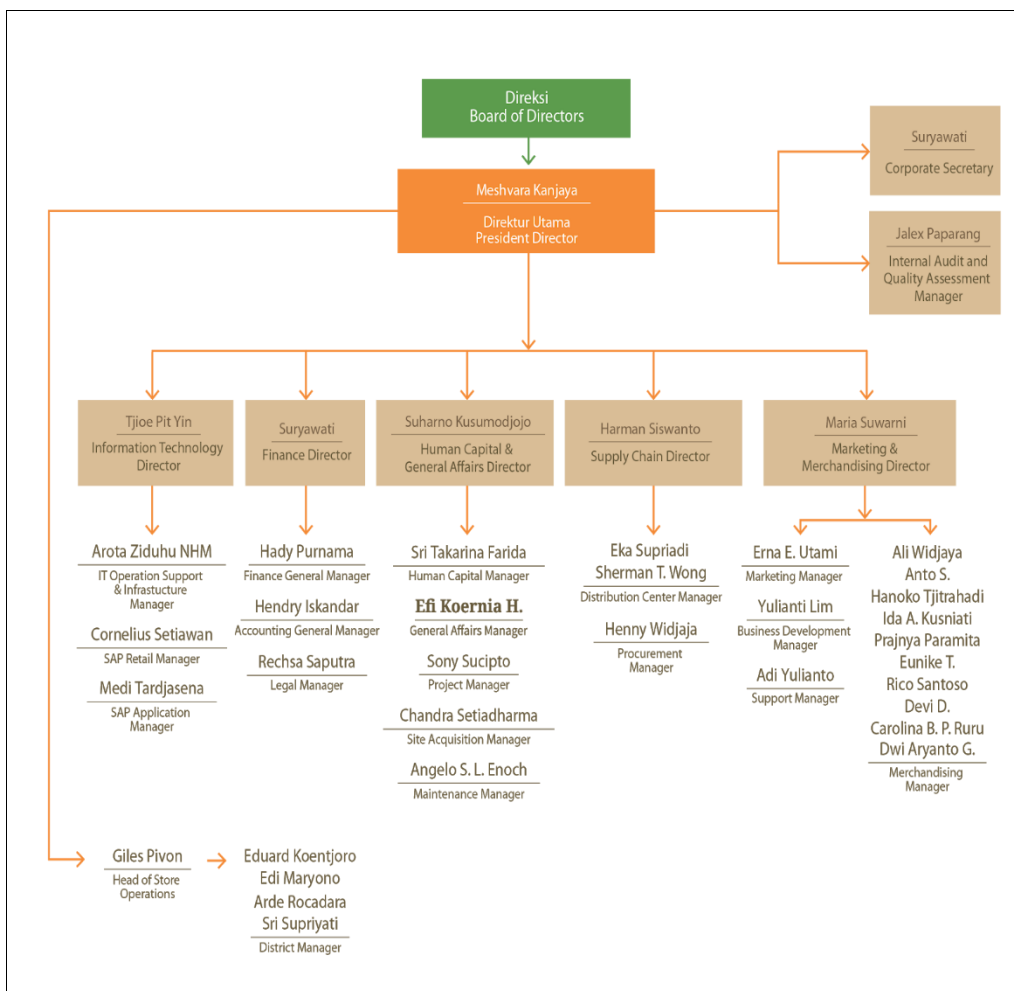 Direksi
Board of Directors
Meshvara Kanjaya
Direktur Utama
President Director
Suryawati
Corporate Secretary
Jalex Paparang
Internal Audit and
Quality Assessment
Manager
Tjioe Pit Yin
Information Technology
Director
Arota Ziduhu NHM
IT Operation Support
& Infrastucture
Manager
Cornelius Setiawan
SAP Retail Manager
Medi Tardjasena
SAP Application
Manager
Suryawati
Finance Director
Hady Purnama
Finance General Manager
Hendry Iskandar
Accounting General Manager
Rechsa Saputra
Legal Manager
Suharno Kusumodjojo
Human Capital &
General Affairs Director
Sri Takarina Farida
Human Capital Manager
Efi Koernia H.
General Affairs Manager
Sony Sucipto
Project Manager
Chandra Setiadharma
Site Acquisition Manager
Angelo S. L. Enoch
Maintenance Manager
Harman Siswanto
Supply Chain Director
Eka Supriadi
Sherman T. Wong
Distribution Center Manager
Henny Widjaja
Procurement
Manager
Maria Suwarni
Marketing &
Merchandising Director
Erna E. Utami
Marketing Manager
Yulianti Lim
Business Development
Manager
Adi Yulianto
Support Manager
Ali Widjaya
Anto S.
Hanoko Tjitrahadi
Ida A. Kusniati
Prajnya Paramita
Eunike T.
Rico Santoso
Devi D.
Carolina B. P. Ruru
Dwi Aryanto G.
Merchandising
Manager
Giles Pivon
Head of Store
Operations
Eduard Koentjoro
Edi Maryono
Arde Rocadara
Sri Supriyati
District Manager